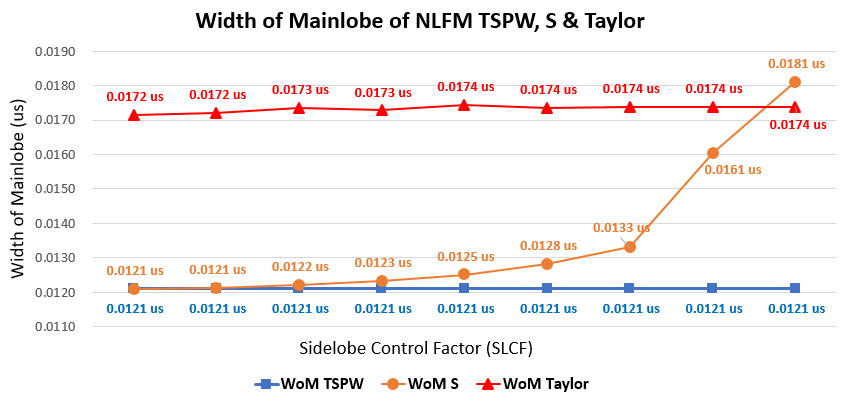 Width of Mainlobe of NLFM TSPW, S & Taylor
Width of Mainlobe (us)
0.0190
0.0180
0.0170
0.0160
0.0150
0.0140
0.0130
0.0120
0.0110
0.0172 us
0.0172 us
0.0173 us
0.0173 us
0.0174 us
0.0174 us
0.0174 us
0.0174 us
0.0174 us
0.0121 us
0.0121 us
0.0122 us
0.0123 us
0.0125 us
0.0128 us
0.0133 us
0.0161 us
0.0181 us
0.0121 us
0.0121 us
0.0121 us
0.0121 us
0.0121 us
0.0121 us
0.0121 us
0.0121 us
0.0121 us
Sidelobe Control Factor (SLCF)
WoM TSPW
WoM S
WoM Taylor